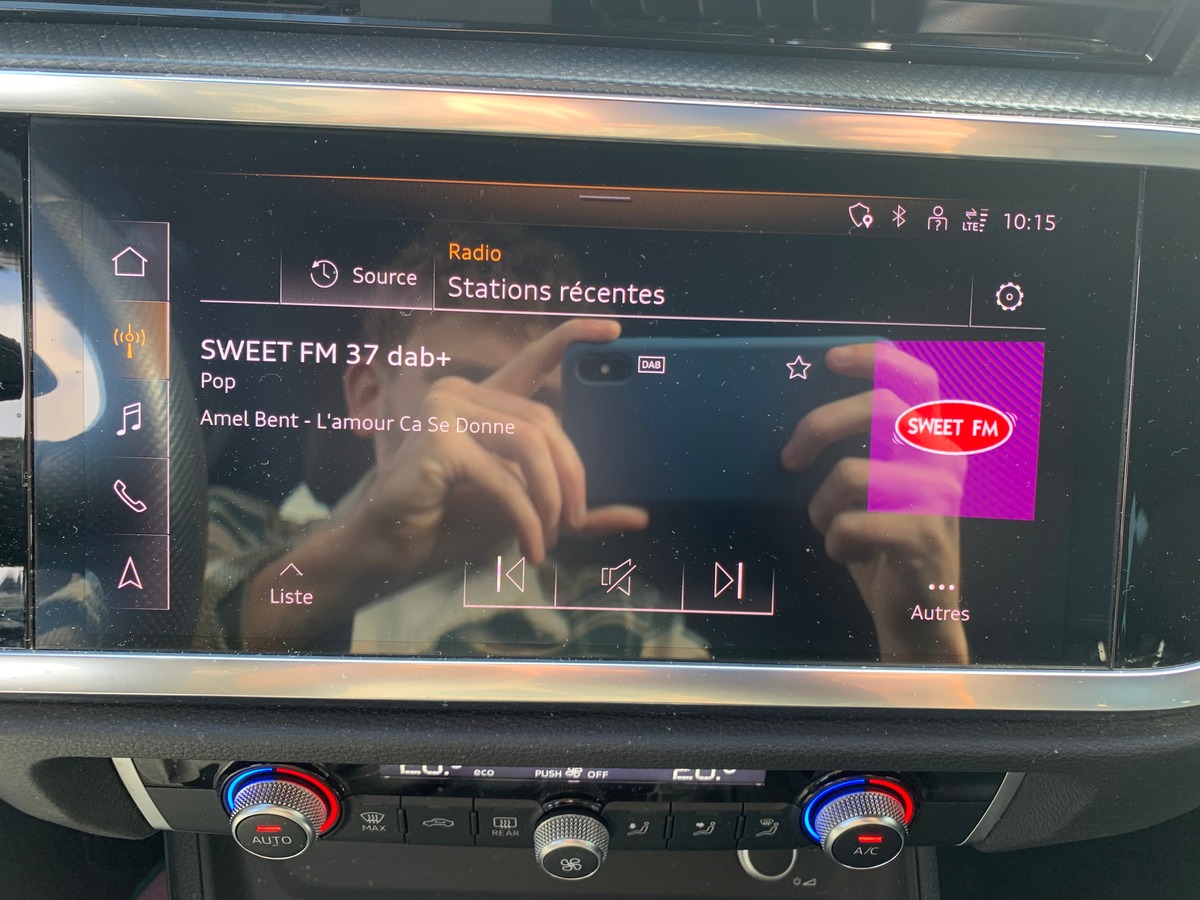 LTE 10:15
Radio
Source
Stations récentes
SWEET FM 37 dab+
DAB
Pop
Amel Bent - L'amour Ca Se Donne
SWEET FM
Liste
Autres
eco PUSH OFF
AUTO
MAX
REAR
A/C